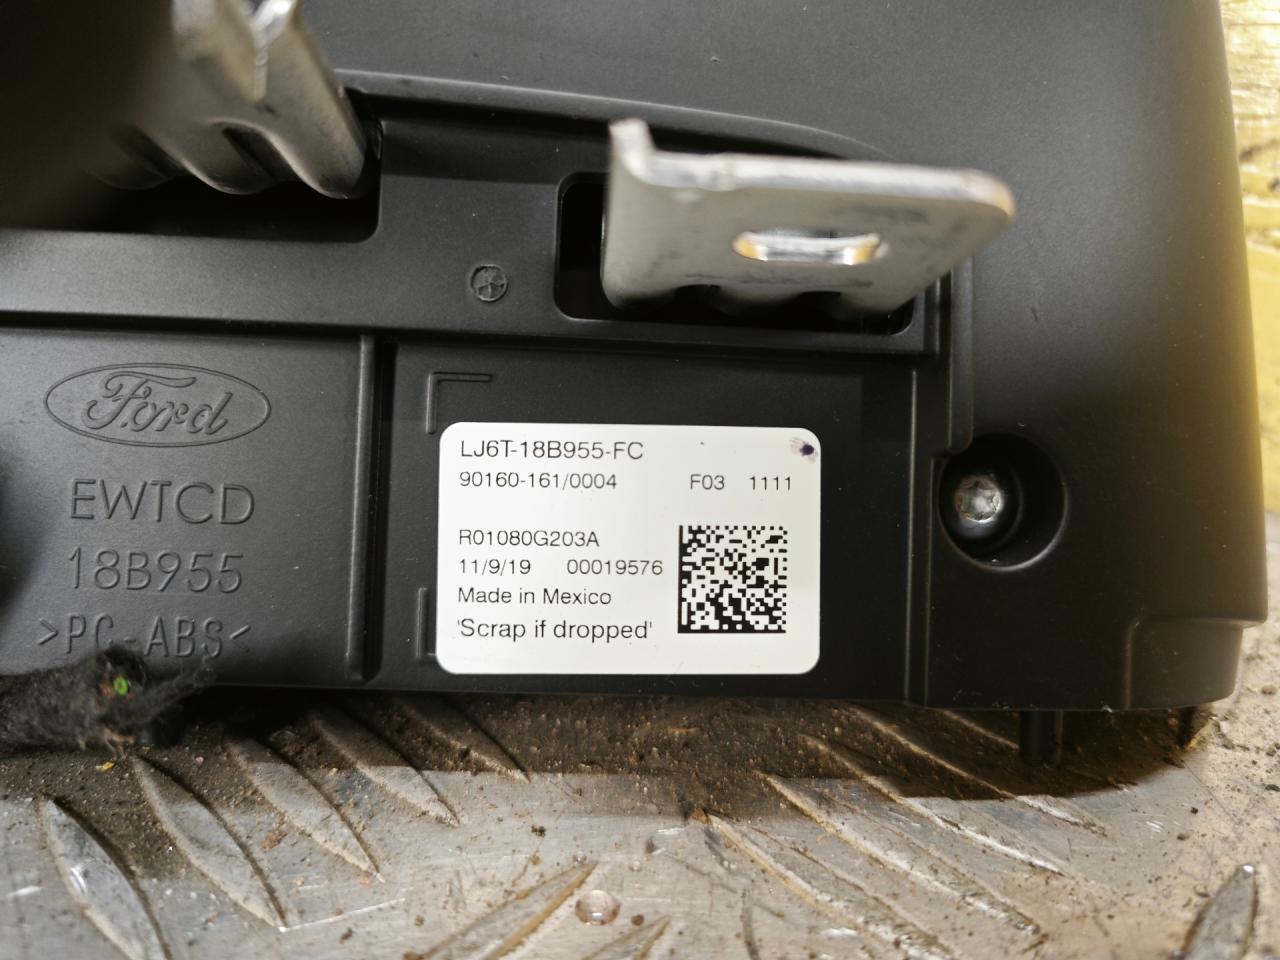 Ford
EWTCD
18B955
>PC-ABS<
LJ6T-18B955-FC
90160-161/0004 F03 1111
R01080G203A
11/9/19 00019576
Made in Mexico
'Scrap if dropped'